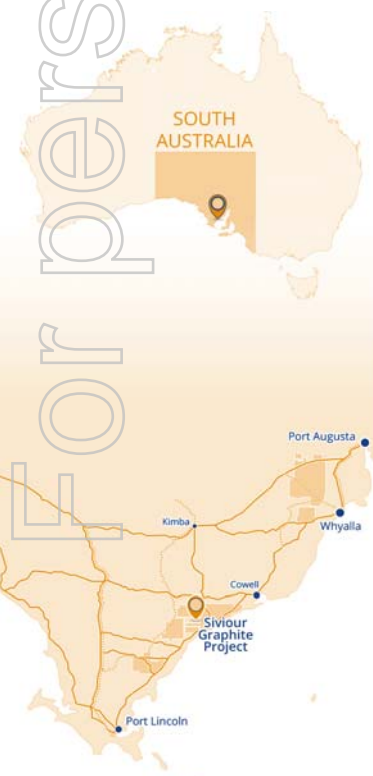 For pers
SOUTH
AUSTRALIA
Port Augusta
Kimba
Whyalla
Cowell
Siviour
Graphite
Project
Port Lincoln